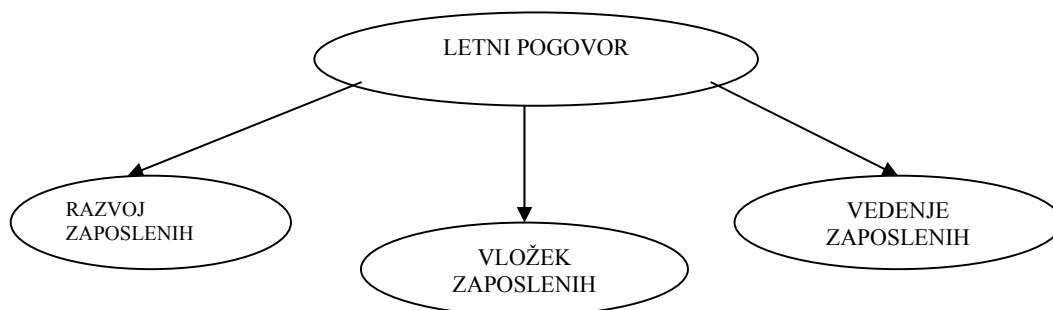 LETNI POGOVOR
RAZVOJ
ZAPOSLENIH
VLOŽEK
ZAPOSLENIH
VEDENJE
ZAPOSLENIH